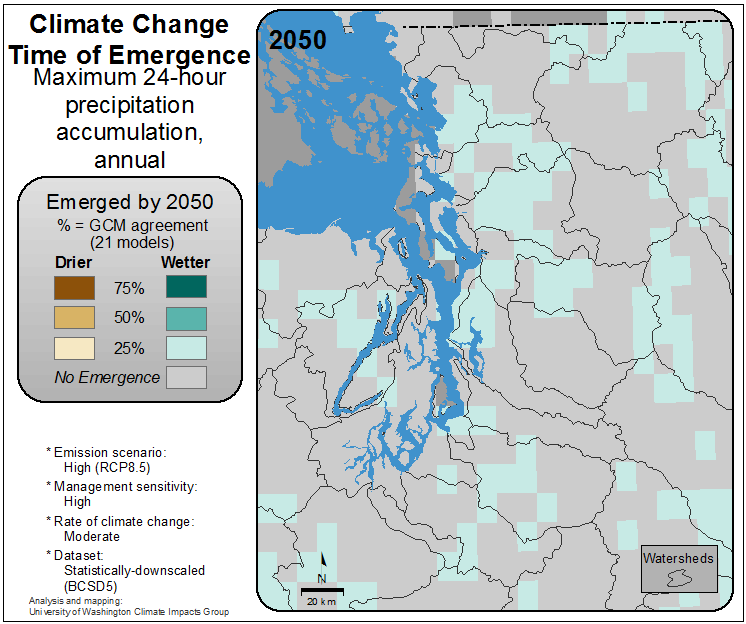 Climate Change
Time of Emergence
Maximum 24-hour
precipitation
accumulation,
annual
Emerged by 2050
% = GCM agreement
(21 models)
Drier Wetter
75%
50%
25%
No Emergence
* Emission scenario:
High (RCP8.5)
* Management sensitivity:
High
* Rate of climate change:
Moderate
* Dataset:
Statistically-downscaled
(BCSD5)
Analysis and mapping:
University of Washington Climate Impacts Group
2050
N
20 km
Watersheds